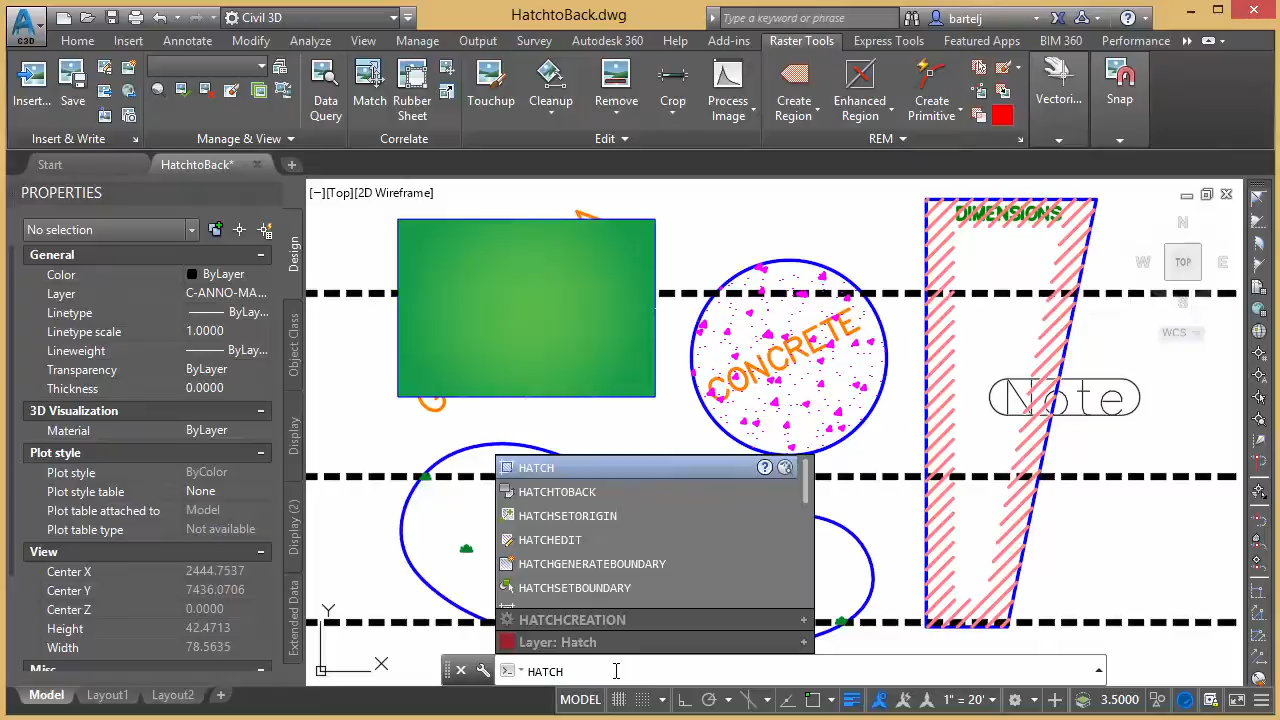 Civil 3D
HatchtoBack.dwg
Type a keyword or phrase
bartelj
C3D
Home Insert Annotate Modify Analyze View Manage Output Survey Autodesk 360 Help Add-ins Raster Tools Express Tools Featured Apps BIM 360 Performance
Insert... Save Data Query Match Rubber Sheet Touchup Cleanup Remove Crop Process Image Create Region Enhanced Region Create Primitive Vectori... Snap
Insert & Write Manage & View Correlate Edit REM
Start HatchtoBack*
PROPERTIES
[−][Top][2D Wireframe]
No selection
General
Color ByLayer
Layer C-ANNO-MA...
Linetype ByLay...
Linetype scale 1.0000
Lineweight ByLay...
Transparency ByLayer
Thickness 0.0000
3D Visualization
Material ByLayer
Plot style
Plot style ByColor
Plot style table None
Plot table attached to Model
Plot table type Not available
View
Center X 2444.7537
Center Y 7436.0706
Center Z 0.0000
Height 42.4713
Width 78.5635
Misc
Design
Object Class
Display
Display (2)
Extended Data
DIMENSIONS
N
W TOP E
S
WCS
CONCRETE
Note
G
HATCH
HATCHTOBACK
HATCHSETORIGIN
HATCHEDIT
HATCHGENERATEBOUNDARY
HATCHSETBOUNDARY
HATCHCREATION
Layer: Hatch
HATCH
Y
X
Model Layout1 Layout2
MODEL 1" = 20' 3.5000